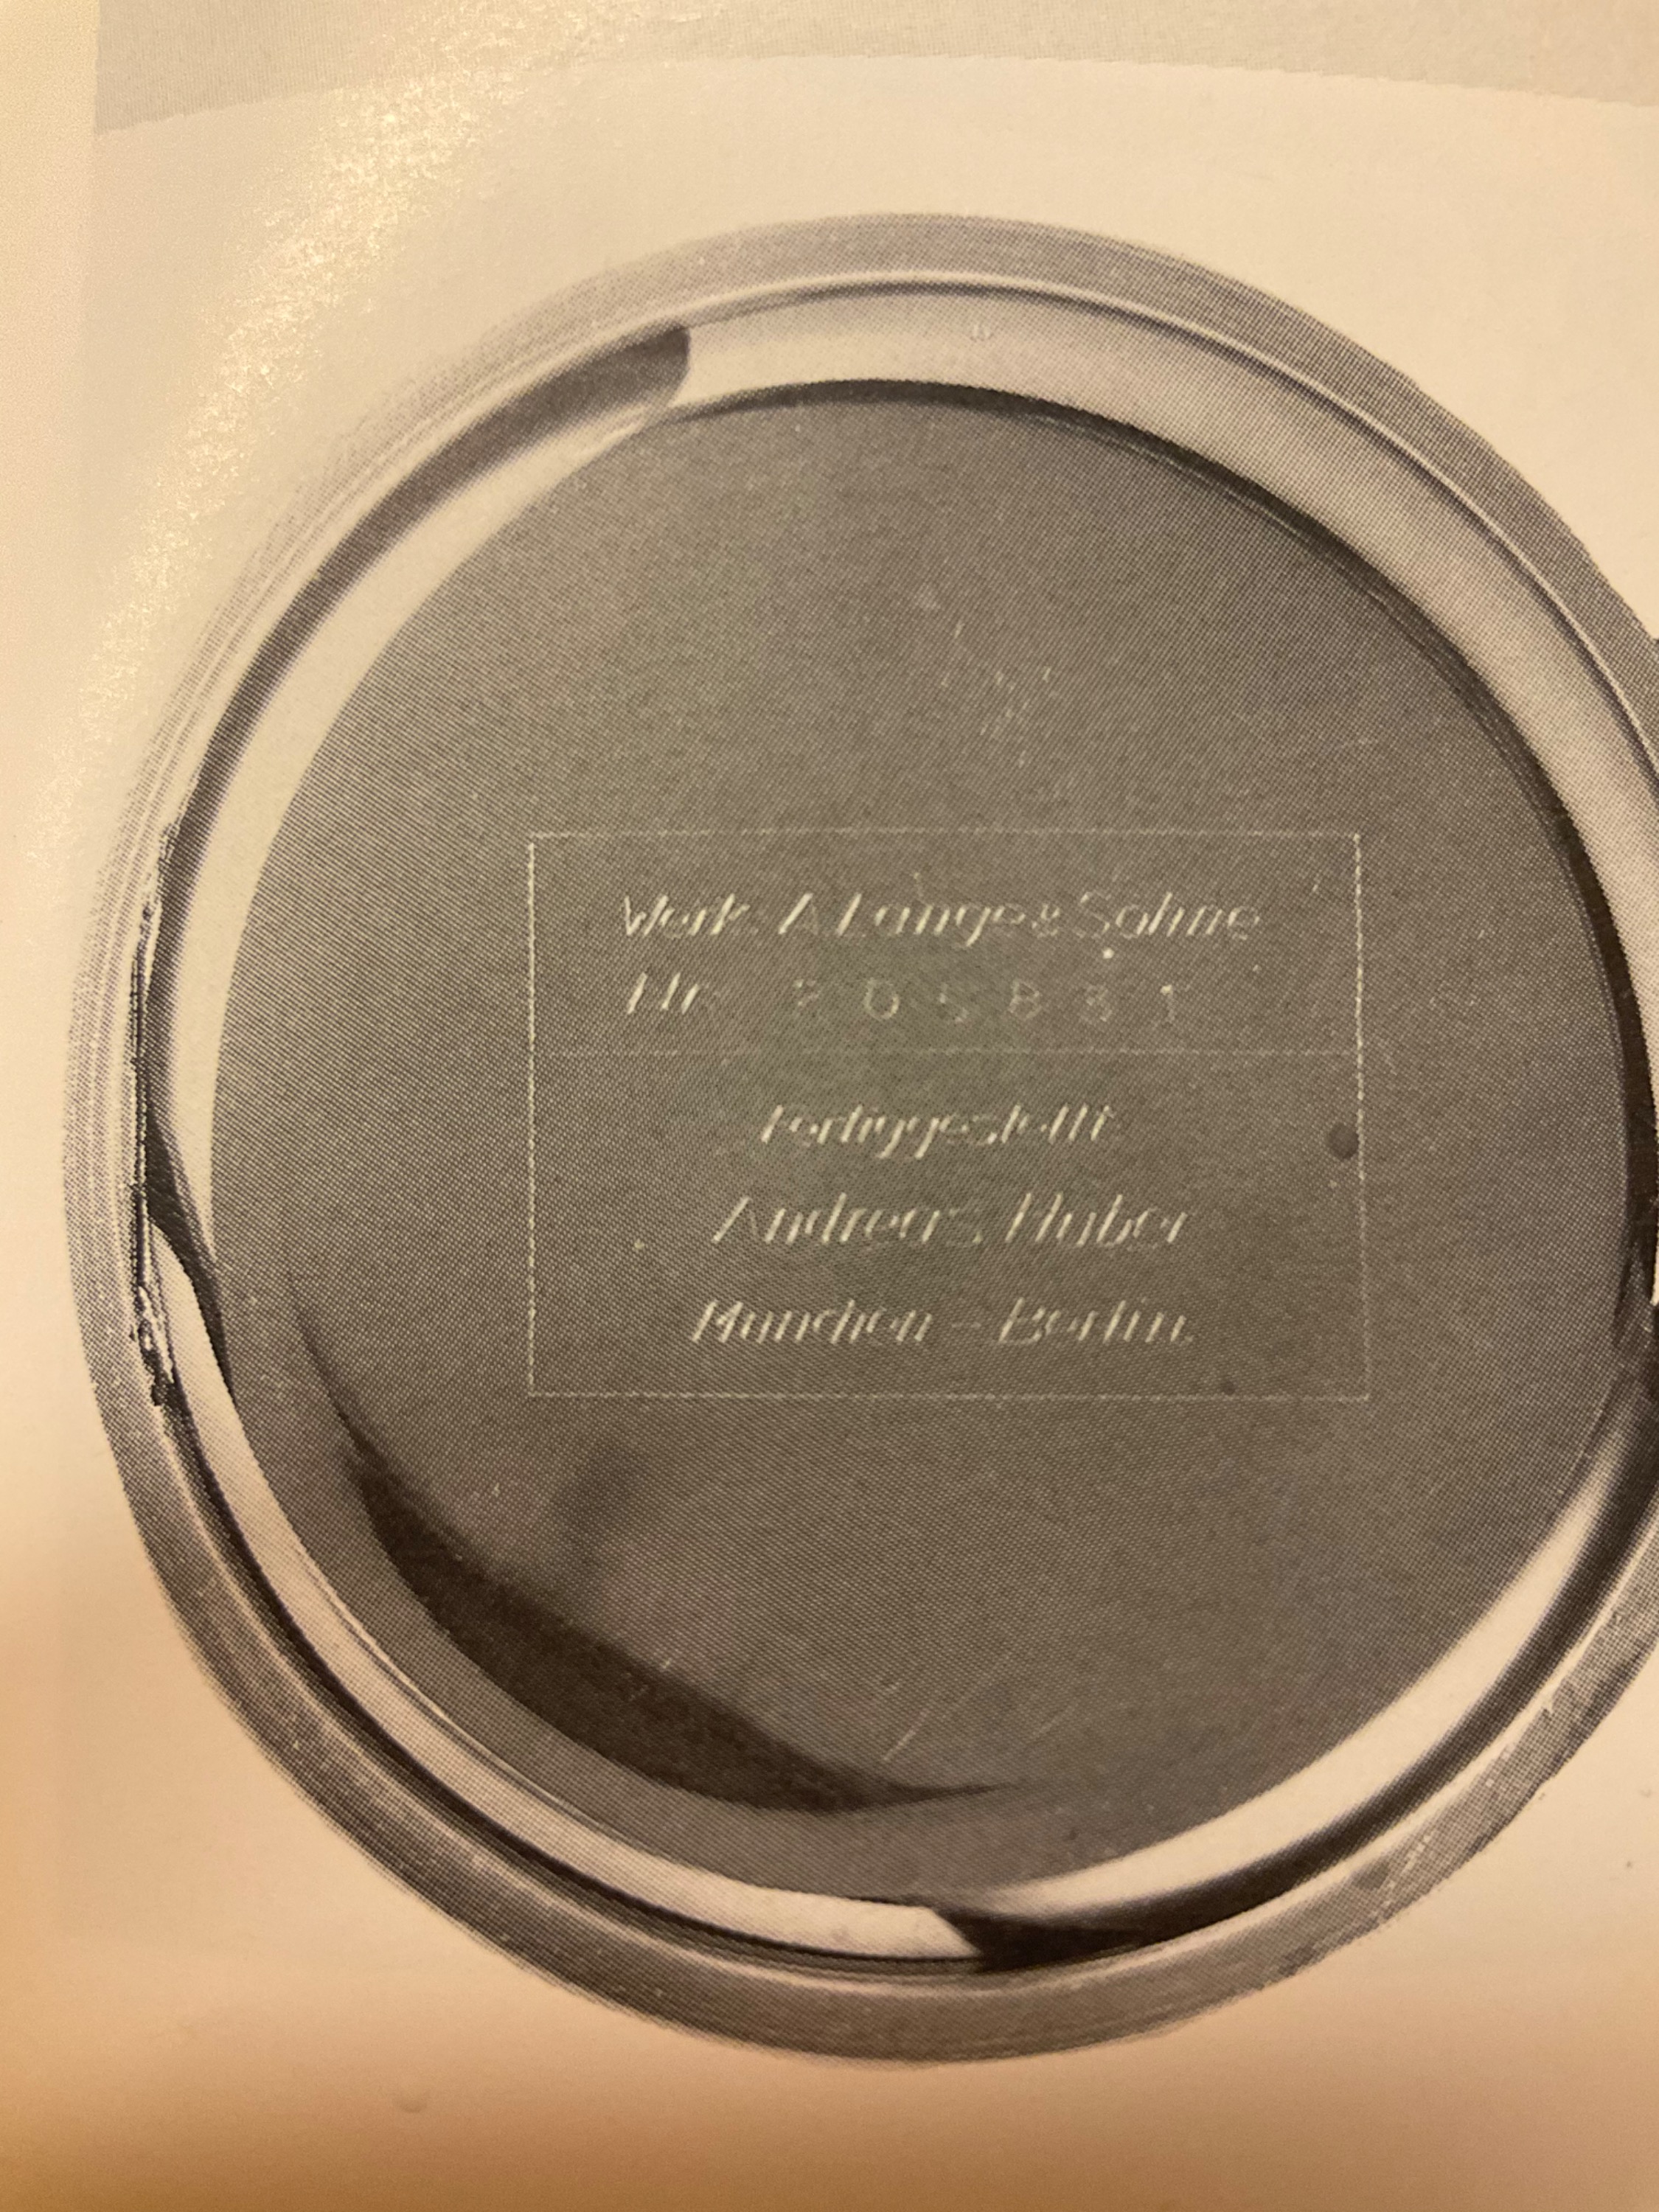 Werk: A. Lange & Söhne
Nr. 205831
Fertiggestellt
Andreas Huber
München - Berlin.